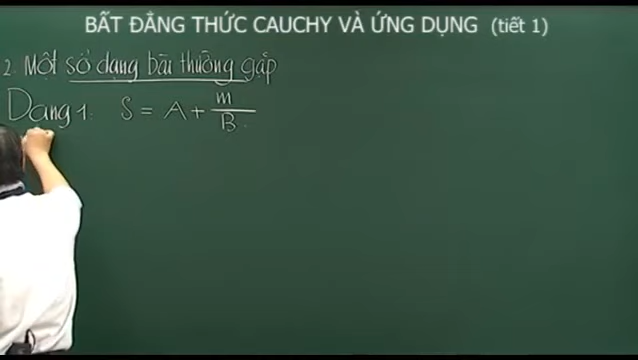 BẤT ĐẲNG THỨC CAUCHY VÀ ỨNG DỤNG (tiết 1)
2. Một số dạng bài thường gặp
Dạng 1. S = A + m/B